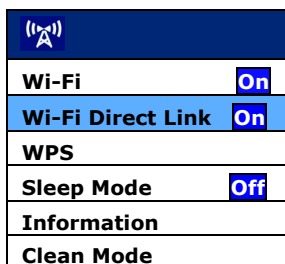 Wi-Fi On
Wi-Fi Direct Link On
WPS
Sleep Mode Off
Information
Clean Mode